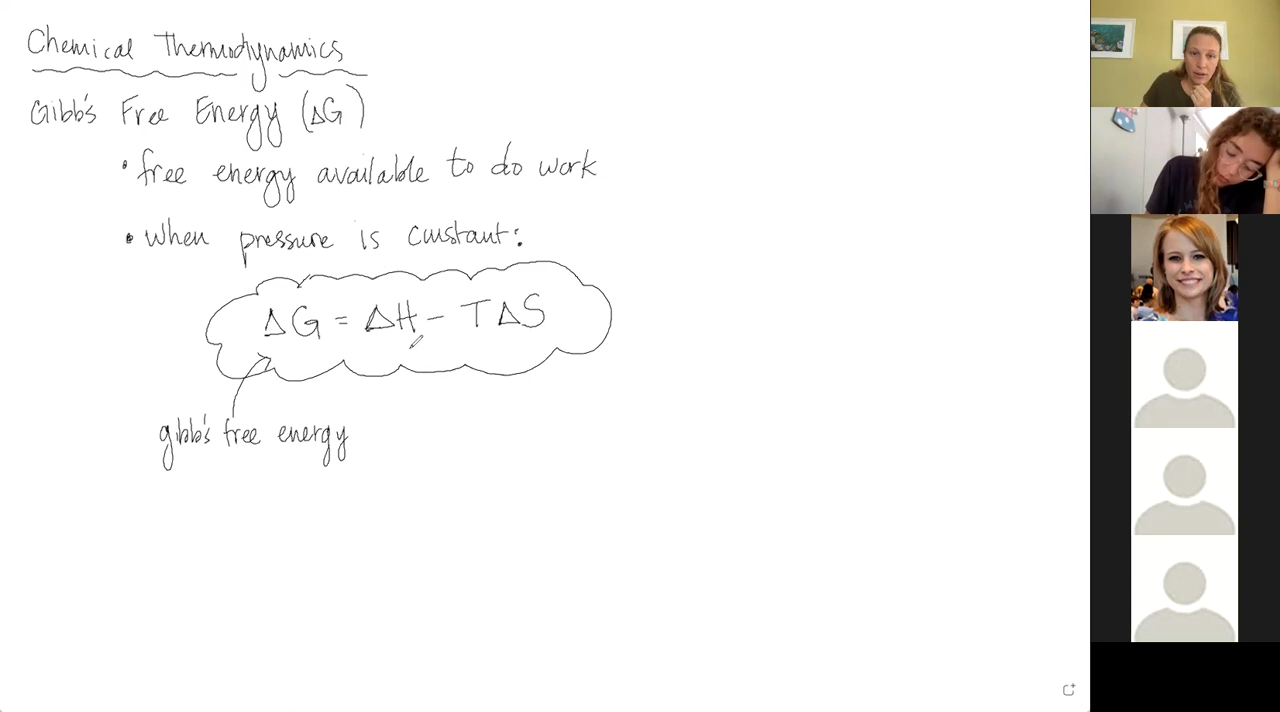 Chemical Thermodynamics
Gibb's Free Energy (ΔG)
• free energy available to do work
• When pressure is constant:
ΔG = ΔH - TΔS
gibb's free energy